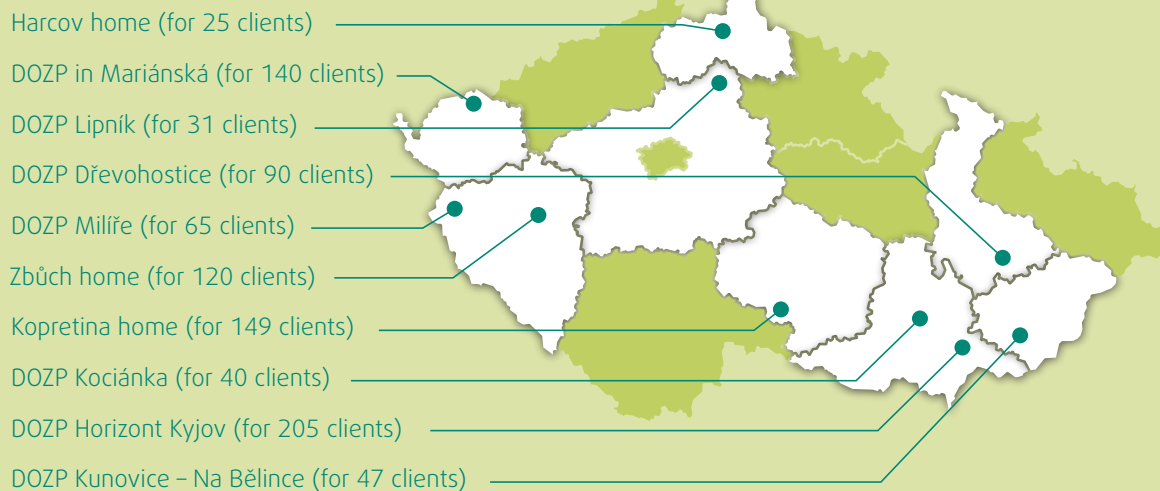 Harcov home (for 25 clients)
DOZP in Mariánská (for 140 clients)
DOZP Lipník (for 31 clients)
DOZP Dřevohostice (for 90 clients)
DOZP Milíře (for 65 clients)
Zbůch home (for 120 clients)
Kopretina home (for 149 clients)
DOZP Kociánka (for 40 clients)
DOZP Horizont Kyjov (for 205 clients)
DOZP Kunovice – Na Bělince (for 47 clients)